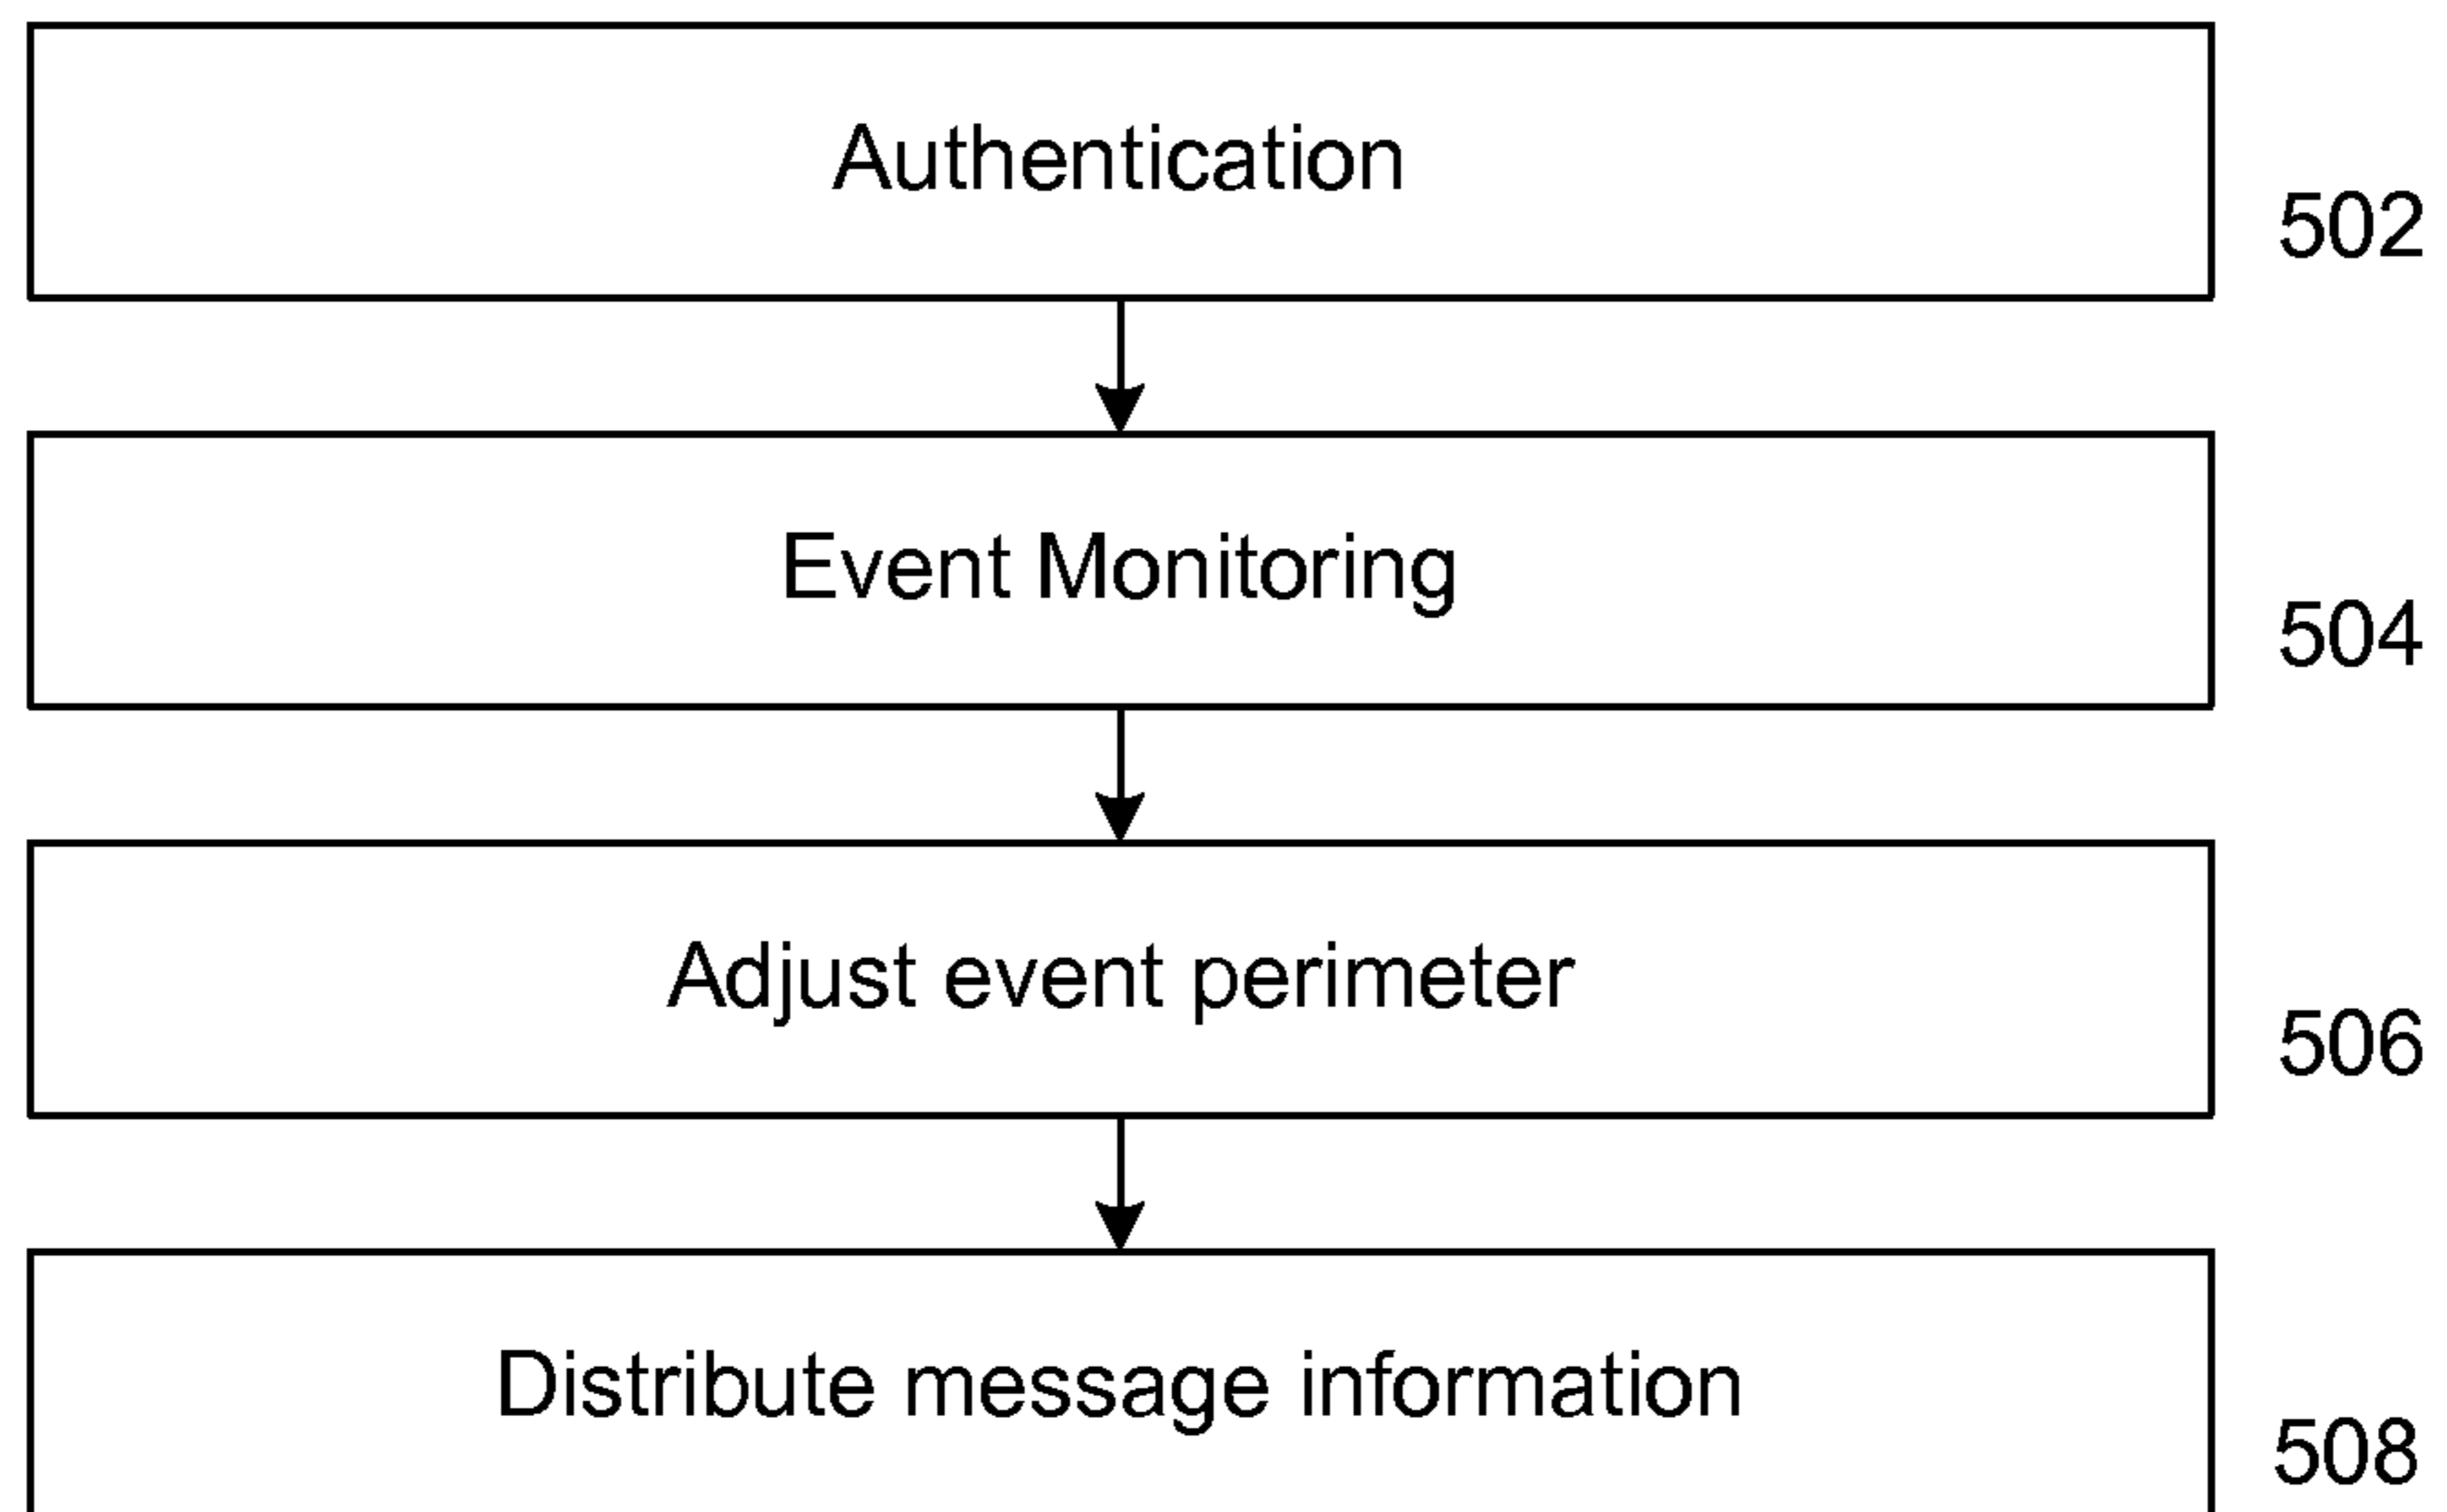 Authentication
502
Event Monitoring
504
Adjust event perimeter
506
Distribute message information
508